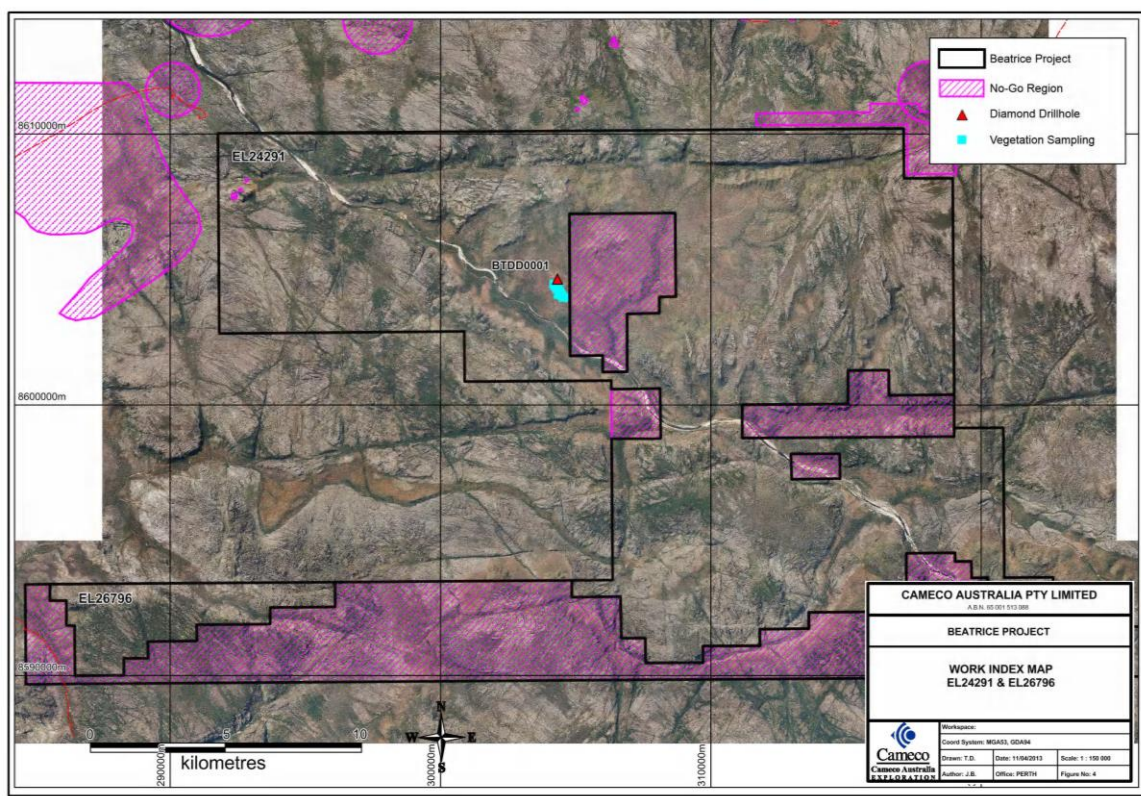 Beatrice Project
No-Go Region
Diamond Drillhole
Vegetation Sampling
8610000m
EL24291
BTDD0001
8600000m
EL26796
8590000m
0 5 10
kilometres
N
W E
S
290000m
300000m
310000m
CAMECO AUSTRALIA PTY LIMITED
A.B.N. 65 001 513 088
BEATRICE PROJECT
WORK INDEX MAP
EL24291 & EL26796
Cameco
Cameco Australia
EXPLORATION
Workspace:
Coord System: MGA53, GDA94
Drawn: T.D. Date: 11/04/2013 Scale: 1 : 150 000
Author: J.B. Office: PERTH Figure No: 4